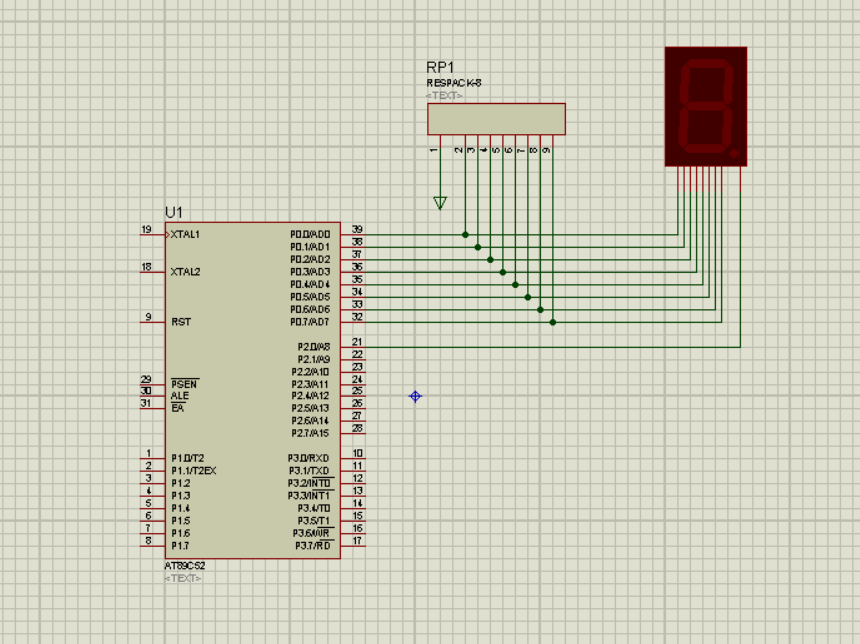 RP1
RESPACK-8
<TEXT>
1 2 3 4 5 6 7 8 9
U1
19 XTAL1 P0.0/AD0 39
P0.1/AD1 38
P0.2/AD2 37
18 XTAL2 P0.3/AD3 36
P0.4/AD4 35
P0.5/AD5 34
P0.6/AD6 33
9 RST P0.7/AD7 32
P2.0/A8 21
P2.1/A9 22
P2.2/A10 23
29 PSEN P2.3/A11 24
30 ALE P2.4/A12 25
31 EA P2.5/A13 26
P2.6/A14 27
P2.7/A15 28
1 P1.0/T2 P3.0/RXD 10
2 P1.1/T2EX P3.1/TXD 11
3 P1.2 P3.2/INT0 12
4 P1.3 P3.3/INT1 13
5 P1.4 P3.4/T0 14
6 P1.5 P3.5/T1 15
7 P1.6 P3.6/WR 16
8 P1.7 P3.7/RD 17
AT89C52
<TEXT>